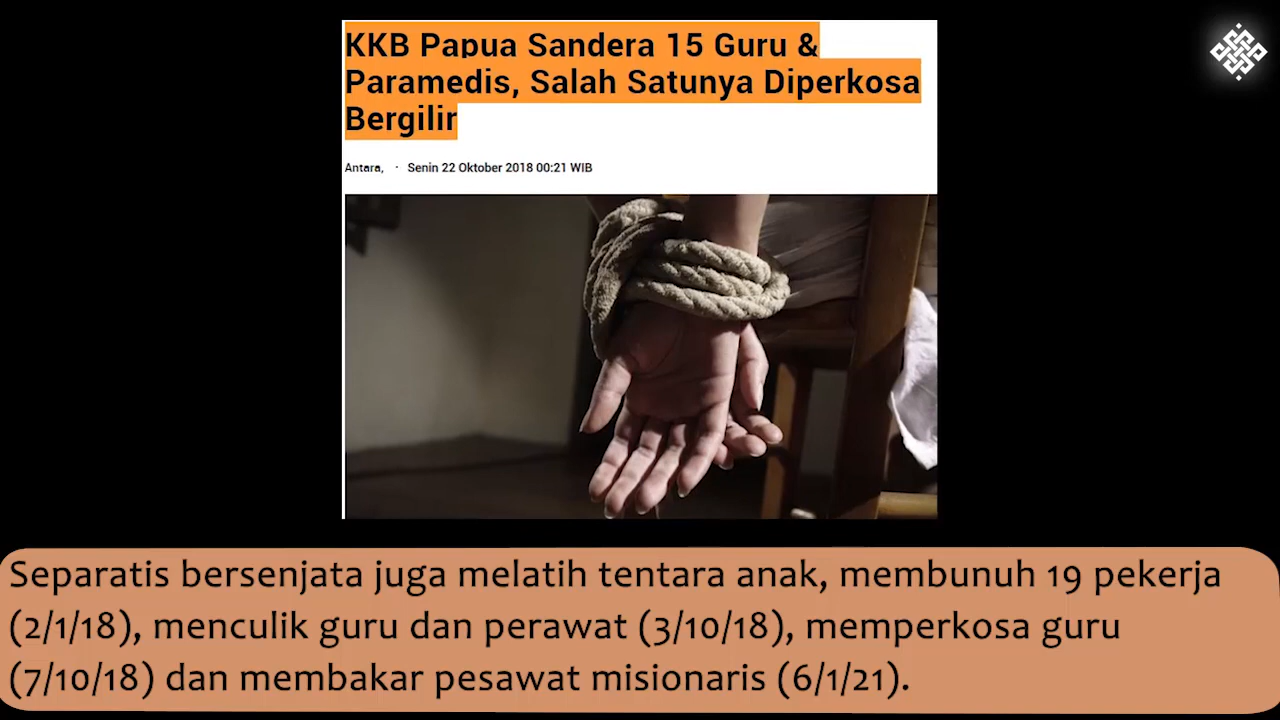 KKB Papua Sandera 15 Guru &
Paramedis, Salah Satunya Diperkosa
Bergilir
Antara, · Senin 22 Oktober 2018 00:21 WIB
Separatis bersenjata juga melatih tentara anak, membunuh 19 pekerja
(2/1/18), menculik guru dan perawat (3/10/18), memperkosa guru
(7/10/18) dan membakar pesawat misionaris (6/1/21).